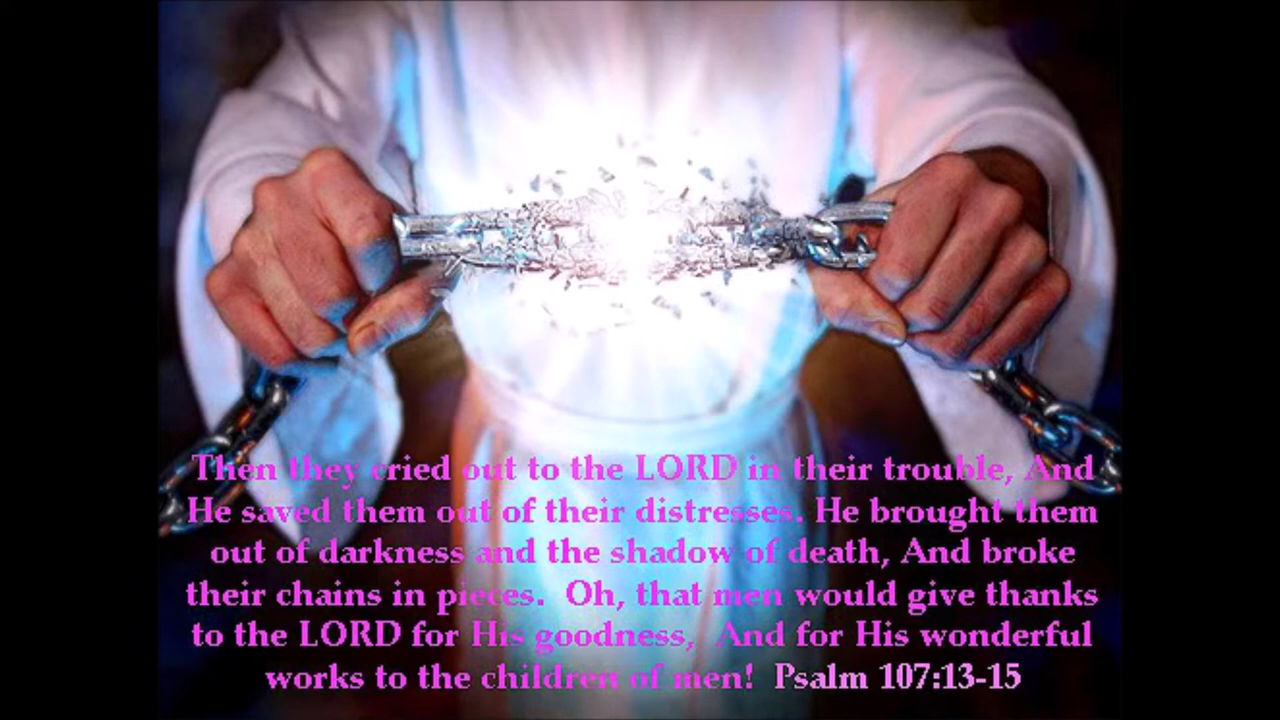 Then they cried out to the LORD in their trouble, And
He saved them out of their distresses. He brought them
out of darkness and the shadow of death, And broke
their chains in pieces.  Oh, that men would give thanks
to the LORD for His goodness,  And for His wonderful
works to the children of men!  Psalm 107:13-15